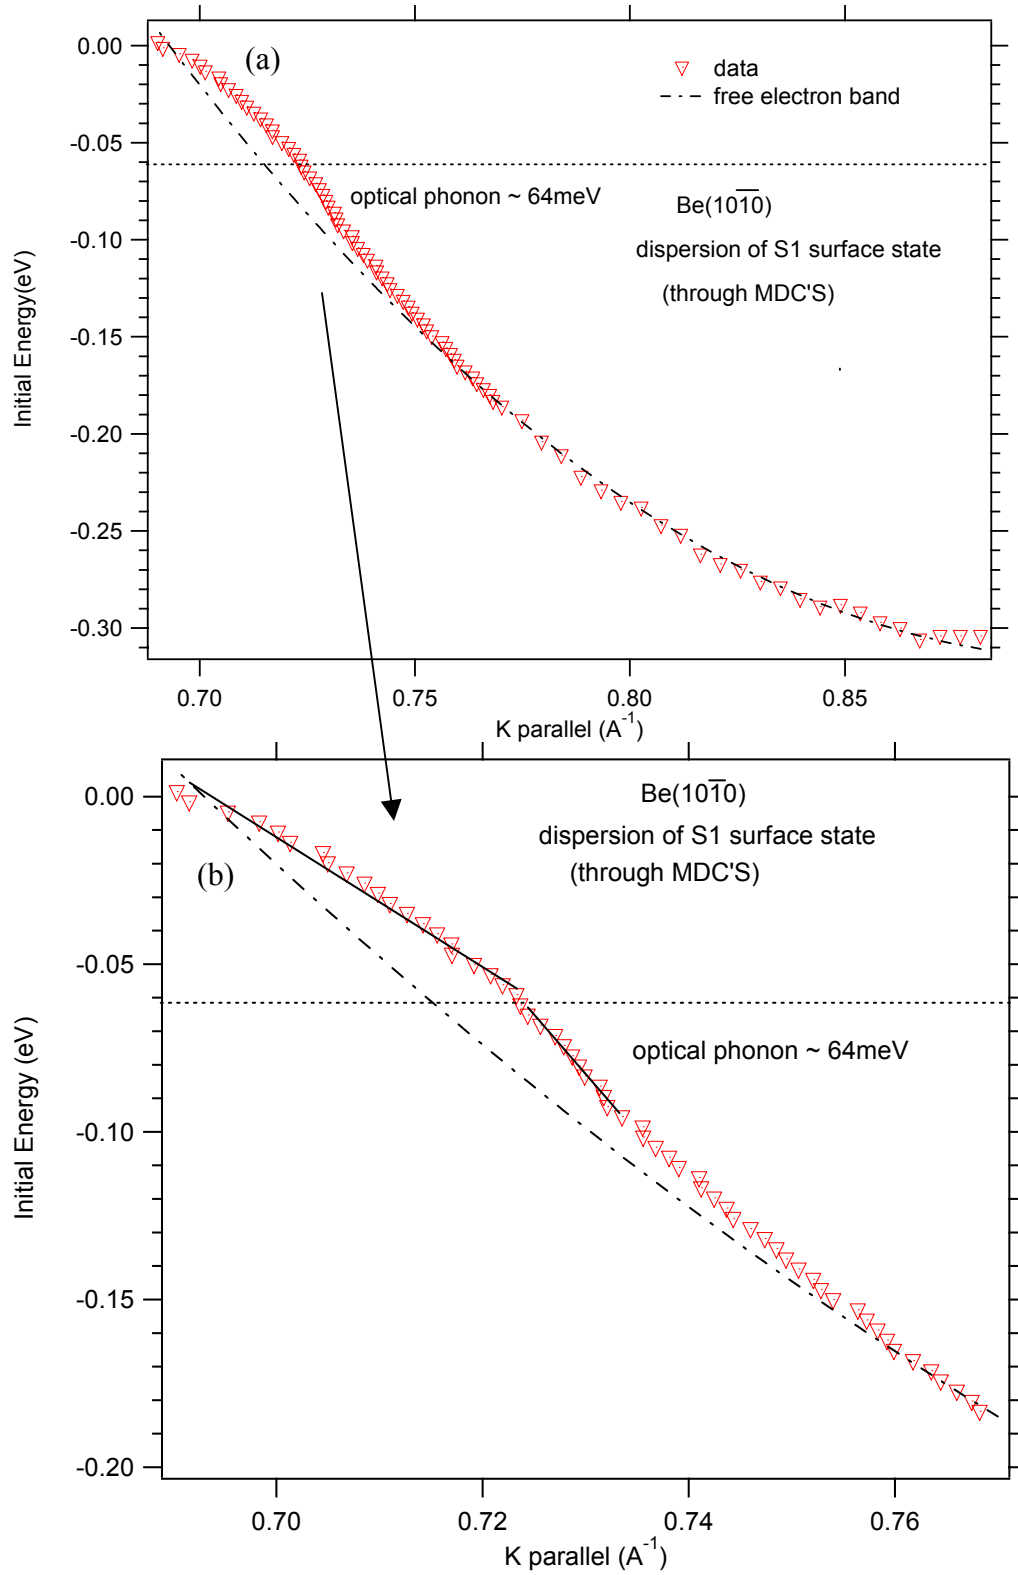 (a)
data
free electron band
optical phonon ~ 64meV
Be(101̅0̅)
dispersion of S1 surface state
(through MDC'S)
Initial Energy(eV)
0.00
-0.05
-0.10
-0.15
-0.20
-0.25
-0.30
0.70 0.75 0.80 0.85
K parallel (A⁻¹)
Be(101̅0)
dispersion of S1 surface state
(through MDC'S)
(b)
optical phonon ~ 64meV
Initial Energy (eV)
0.00
-0.05
-0.10
-0.15
-0.20
0.70 0.72 0.74 0.76
K parallel (A⁻¹)